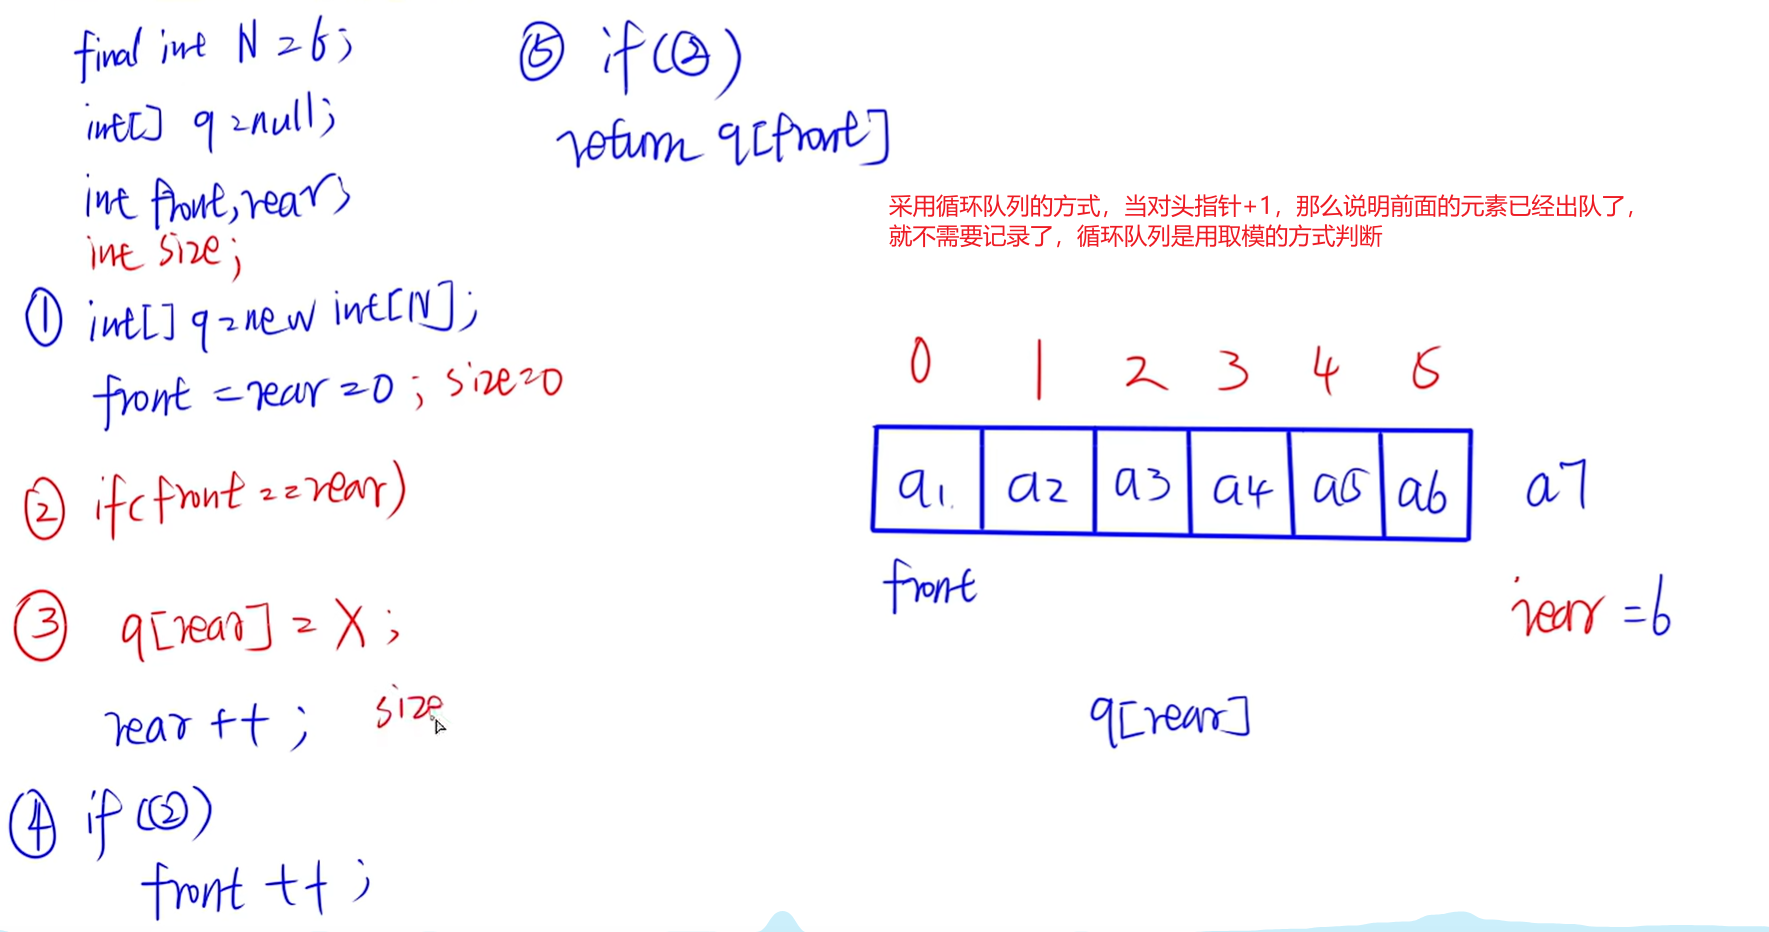 final int N=6;
int[] q=null;
int front,rear;
int size;
① int[] q=new int[N];
front=rear=0; size=0
② if(front==rear)
③ q[rear]=X;
rear++; size
④ if(②)
front++;
⑤ if(②)
return q[front]
采用循环队列的方式，当对头指针+1，那么说明前面的元素已经出队了，
就不需要记录了，循环队列是用取模的方式判断
0 1 2 3 4 5
a1. a2 a3 a4 a5 a6 a7
front
rear=6
q[rear]